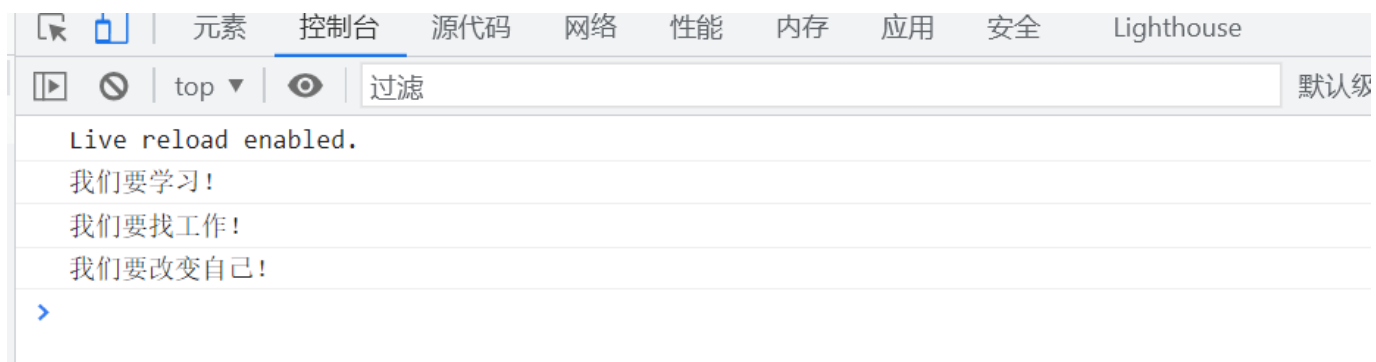 元素 控制台 源代码 网络 性能 内存 应用 安全 Lighthouse
top 过滤 默认级
Live reload enabled.
我们要学习!
我们要找工作!
我们要改变自己!